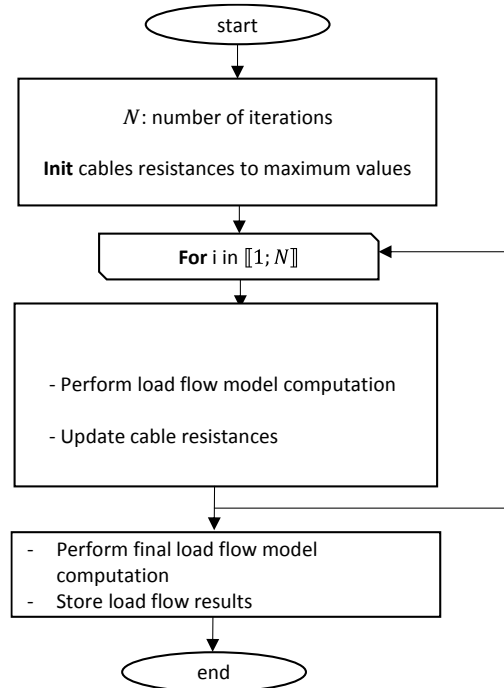 start
N: number of iterations
Init cables resistances to maximum values
For i in ⟦1; N⟧
- Perform load flow model computation
- Update cable resistances
- Perform final load flow model
computation
- Store load flow results
end